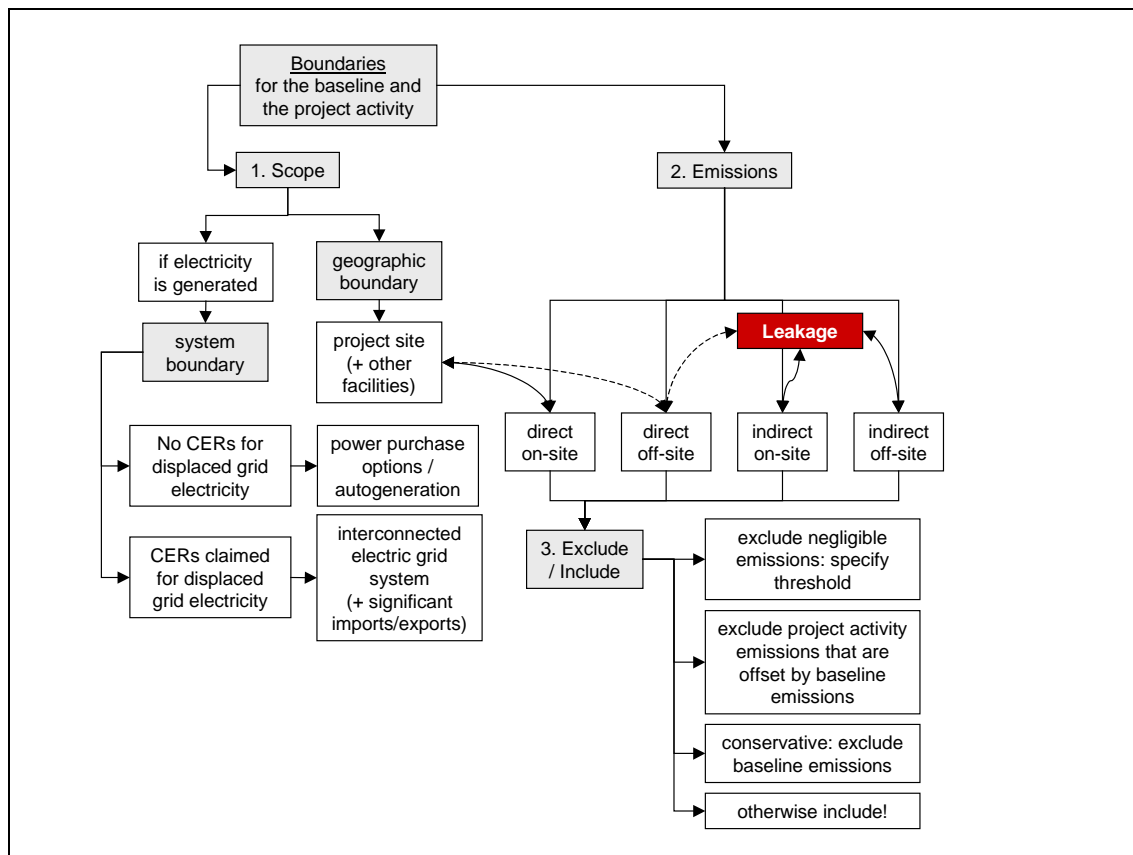 Boundaries
for the baseline and
the project activity
1. Scope
2. Emissions
if electricity
is generated
geographic
boundary
system
boundary
project site
(+ other
facilities)
Leakage
direct
on-site
direct
off-site
indirect
on-site
indirect
off-site
No CERs for
displaced grid
electricity
power purchase
options /
autogeneration
CERs claimed
for displaced
grid electricity
interconnected
electric grid
system
(+ significant
imports/exports)
3. Exclude
/ Include
exclude negligible
emissions: specify
threshold
exclude project activity
emissions that are
offset by baseline
emissions
conservative: exclude
baseline emissions
otherwise include!